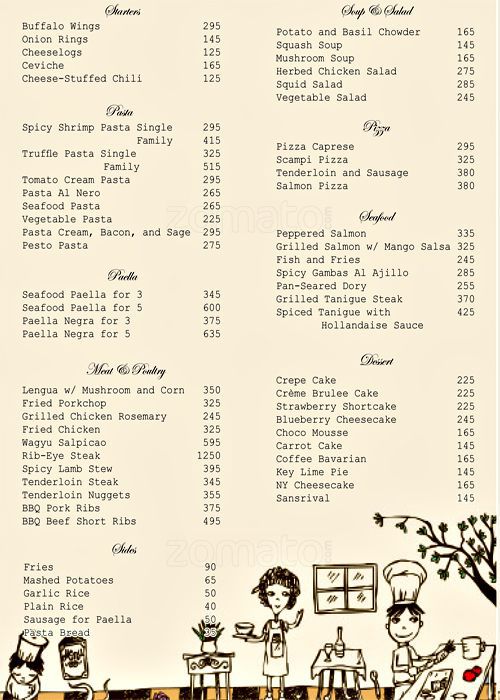 Starters
Buffalo Wings 295
Onion Rings 145
Cheeselogs 125
Ceviche 165
Cheese-Stuffed Chili 125
Pasta
Spicy Shrimp Pasta Single 295
Family 415
Truffle Pasta Single 325
Family 515
Tomato Cream Pasta 295
Pasta Al Nero 265
Seafood Pasta 265
Vegetable Pasta 225
Pasta Cream, Bacon, and Sage 295
Pesto Pasta 275
Paella
Seafood Paella for 3 345
Seafood Paella for 5 600
Paella Negra for 3 375
Paella Negra for 5 635
Meat & Poultry
Lengua w/ Mushroom and Corn 350
Fried Porkchop 325
Grilled Chicken Rosemary 245
Fried Chicken 325
Wagyu Salpicao 595
Rib-Eye Steak 1250
Spicy Lamb Stew 395
Tenderloin Steak 345
Tenderloin Nuggets 355
BBQ Pork Ribs 375
BBQ Beef Short Ribs 495
Sides
Fries 90
Mashed Potatoes 65
Garlic Rice 50
Plain Rice 40
Sausage for Paella 50
Pasta Bread 35
Soup & Salad
Potato and Basil Chowder 165
Squash Soup 145
Mushroom Soup 165
Herbed Chicken Salad 275
Squid Salad 285
Vegetable Salad 245
Pizza
Pizza Caprese 295
Scampi Pizza 325
Tenderloin and Sausage 380
Salmon Pizza 380
Seafood
Peppered Salmon 335
Grilled Salmon w/ Mango Salsa 325
Fish and Fries 245
Spicy Gambas Al Ajillo 285
Pan-Seared Dory 255
Grilled Tanigue Steak 370
Spiced Tanigue with 425
Hollandaise Sauce
Dessert
Crepe Cake 225
Crème Brulee Cake 225
Strawberry Shortcake 225
Blueberry Cheesecake 245
Choco Mousse 165
Carrot Cake 145
Coffee Bavarian 165
Key Lime Pie 145
NY Cheesecake 165
Sansrival 145
zomato.com
zomato.com